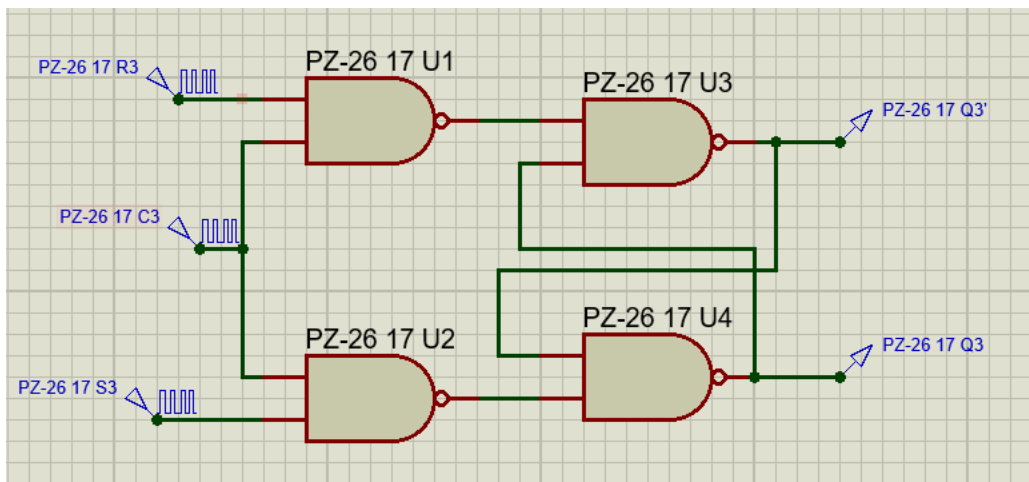 PZ-26 17 U1
PZ-26 17 R3
PZ-26 17 U3
PZ-26 17 Q3'
PZ-26 17 C3
PZ-26 17 U2
PZ-26 17 U4
PZ-26 17 Q3
PZ-26 17 S3